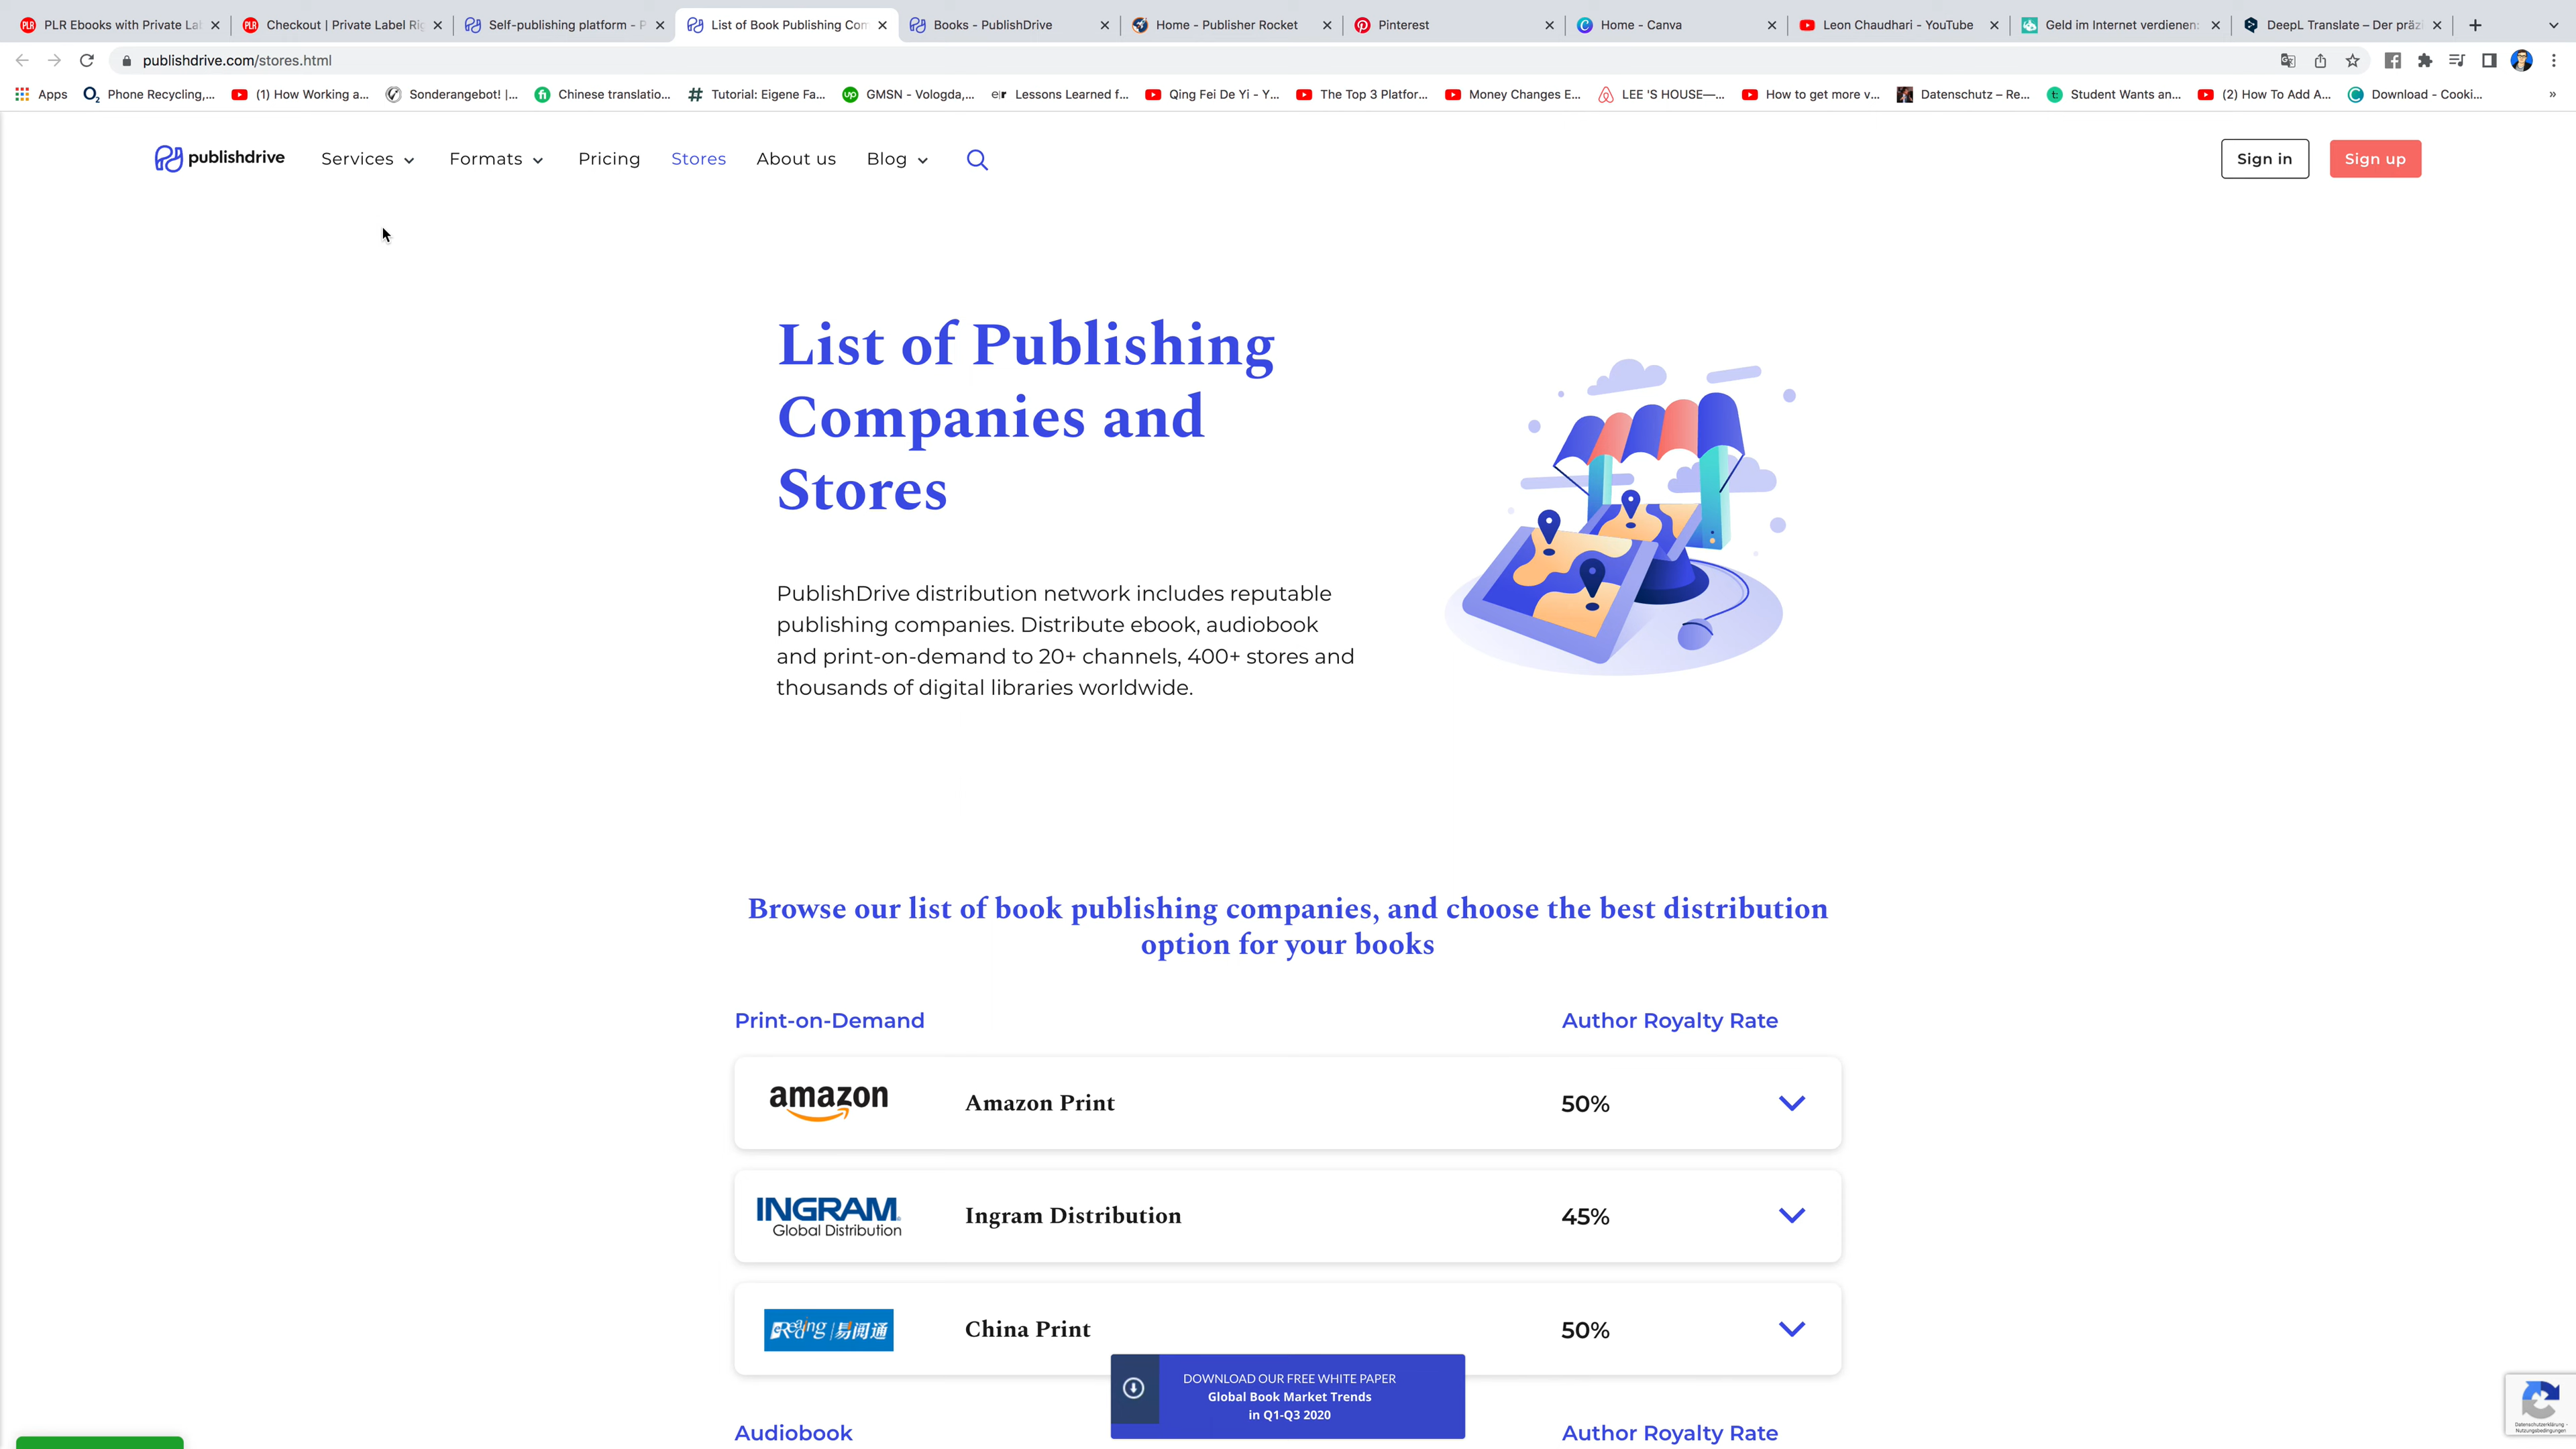 PLR Ebooks with Private La
Checkout | Private Label Rig
Self-publishing platform - P
List of Book Publishing Com
Books - PublishDrive
Home - Publisher Rocket
Pinterest
Home - Canva
Leon Chaudhari - YouTube
Geld im Internet verdienen:
DeepL Translate – Der präzi
publishdrive.com/stores.html
Apps
Phone Recycling,...
(1) How Working a...
Sonderangebot! |...
Chinese translatio...
Tutorial: Eigene Fa...
GMSN - Vologda,...
Lessons Learned f...
Qing Fei De Yi - Y...
The Top 3 Platfor...
Money Changes E...
LEE 'S HOUSE—...
How to get more v...
Datenschutz – Re...
Student Wants an...
(2) How To Add A...
Download - Cooki...
»
publishdrive
Services
Formats
Pricing
Stores
About us
Blog
Sign in
Sign up
List of Publishing
Companies and
Stores
PublishDrive distribution network includes reputable
publishing companies. Distribute ebook, audiobook
and print-on-demand to 20+ channels, 400+ stores and
thousands of digital libraries worldwide.
Browse our list of book publishing companies, and choose the best distribution
option for your books
Print-on-Demand
Author Royalty Rate
amazon
Amazon Print
50%
INGRAM
Global Distribution
Ingram Distribution
45%
eReading 易阅通
China Print
50%
DOWNLOAD OUR FREE WHITE PAPER
Global Book Market Trends
in Q1-Q3 2020
Audiobook
Author Royalty Rate
Datenschutzerklärung -
Nutzungsbedingungen